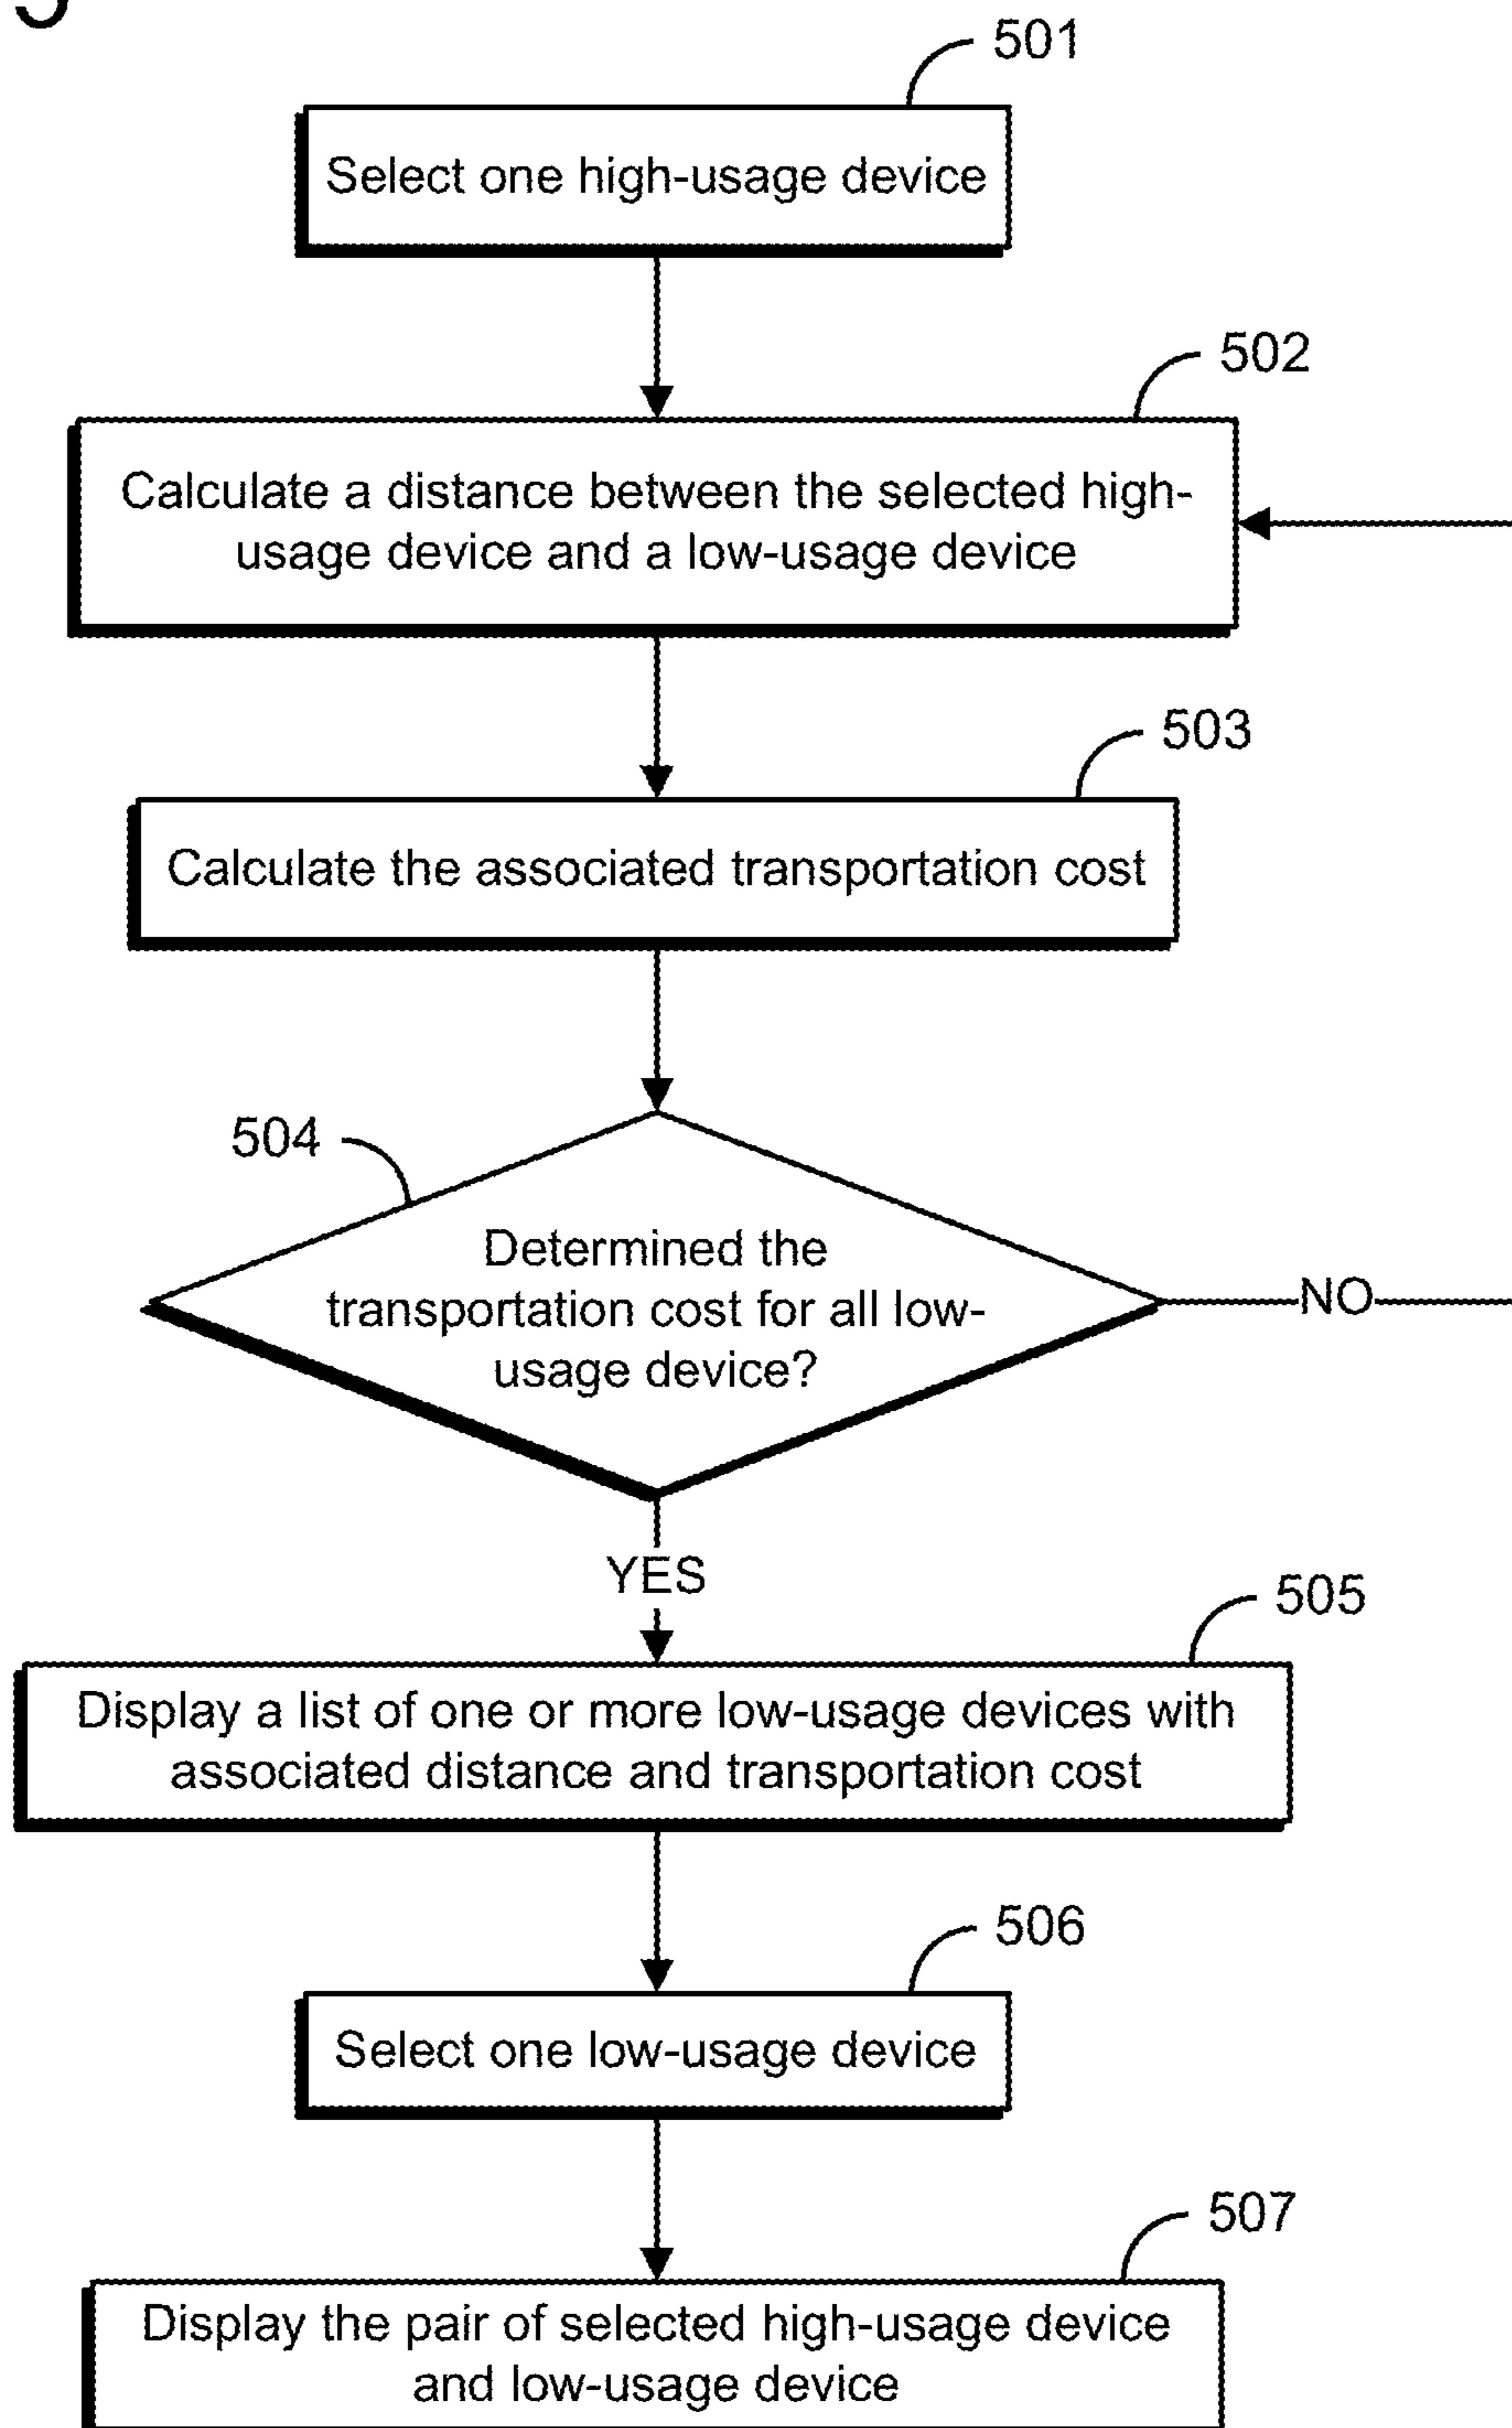 501
Select one high-usage device
502
Calculate a distance between the selected high-
usage device and a low-usage device
503
Calculate the associated transportation cost
504
Determined the
transportation cost for all low-
usage device?
NO
YES
505
Display a list of one or more low-usage devices with
associated distance and transportation cost
506
Select one low-usage device
507
Display the pair of selected high-usage device
and low-usage device